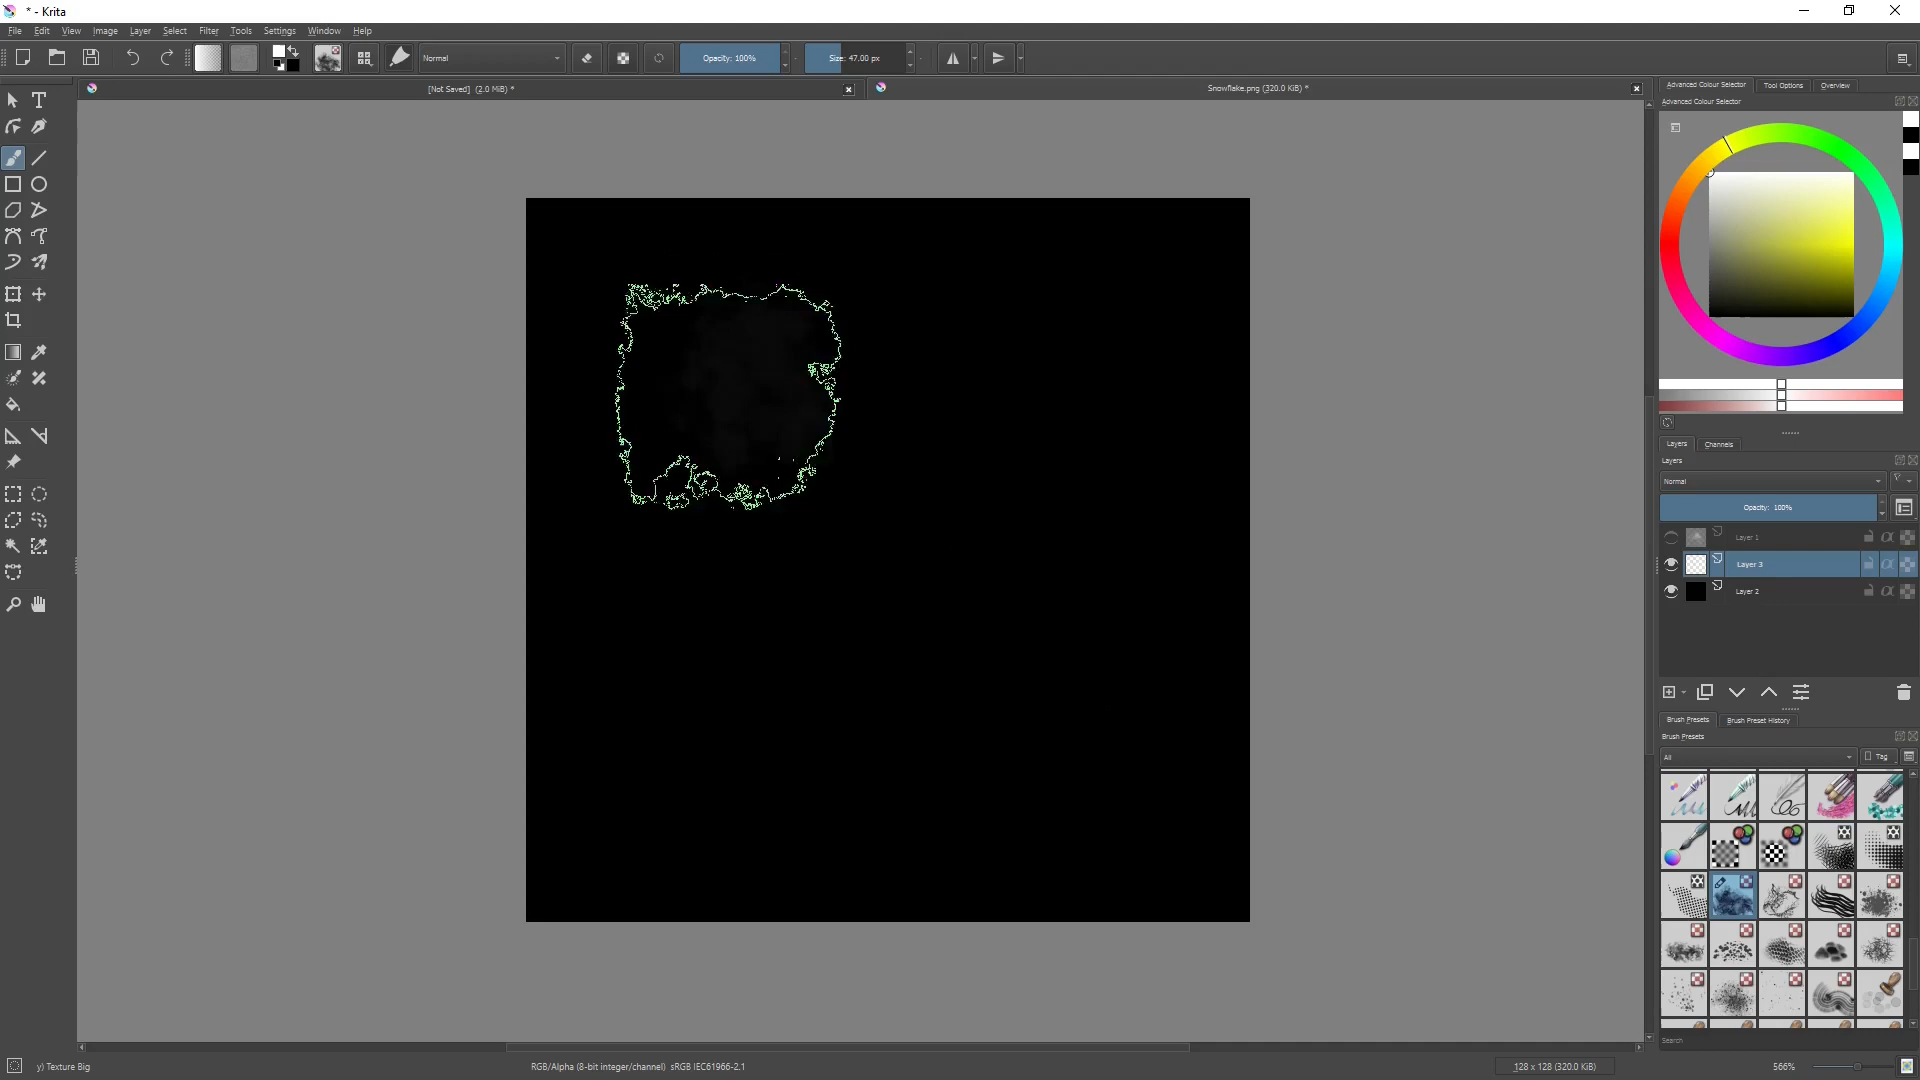 * - Krita
File Edit View Image Layer Select Filter Tools Settings Window Help
Normal Opacity: 100% Size: 47.00 px
[Not Saved] (2.0 MiB) * Snowflake.png (320.0 KiB) *
Advanced Colour Selector Tool Options Overview
Advanced Colour Selector
Layers Channels
Layers
Normal
Opacity: 100%
Layer 1
Layer 3
Layer 2
Brush Presets Brush Preset History
Brush Presets
All Tag
Search
y) Texture Big RGB/Alpha (8-bit integer/channel) sRGB IEC61966-2.1 128 x 128 (320.0 KiB) 566%